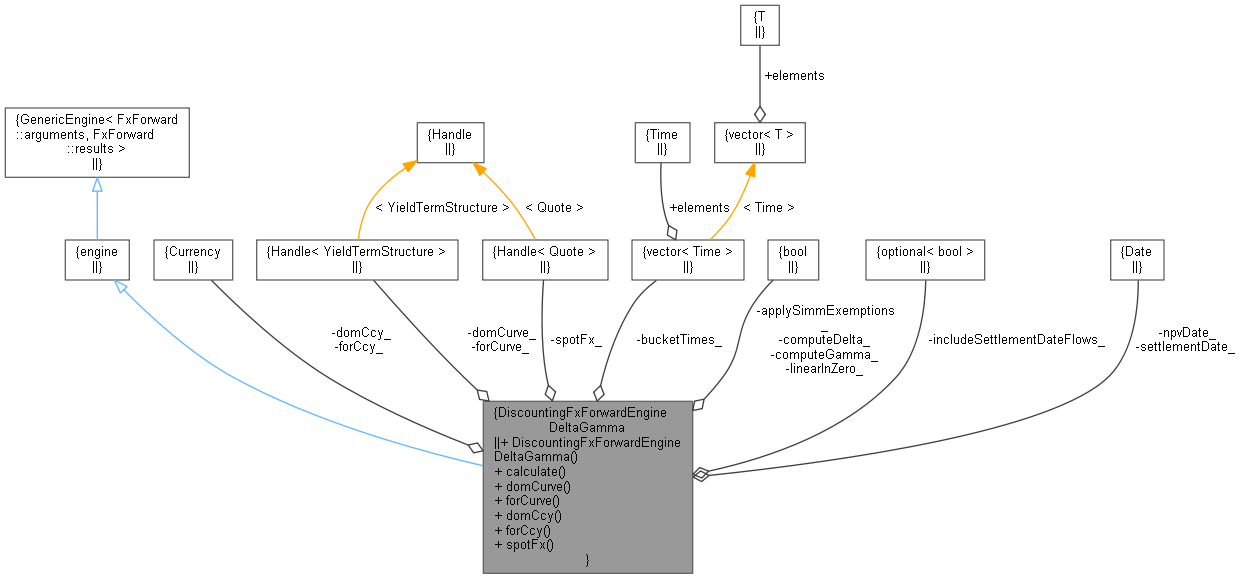 {T
||}
+elements
{GenericEngine< FxForward
::arguments, FxForward
::results >
||}
{Handle
||}
{Time
||}
{vector< T >
||}
< YieldTermStructure >
< Quote >
+elements
< Time >
{engine
||}
{Currency
||}
{Handle< YieldTermStructure >
||}
{Handle< Quote >
||}
{vector< Time >
||}
{bool
||}
{optional< bool >
||}
{Date
||}
-domCcy_
-forCcy_
-domCurve_
-forCurve_
-spotFx_
-bucketTimes_
-applySimmExemptions
_
-computeDelta_
-computeGamma_
-linearInZero_
-includeSettlementDateFlows_
-npvDate_
-settlementDate_
{DiscountingFxForwardEngine
DeltaGamma
||+ DiscountingFxForwardEngine
DeltaGamma()
+ calculate()
+ domCurve()
+ forCurve()
+ domCcy()
+ forCcy()
+ spotFx()
}